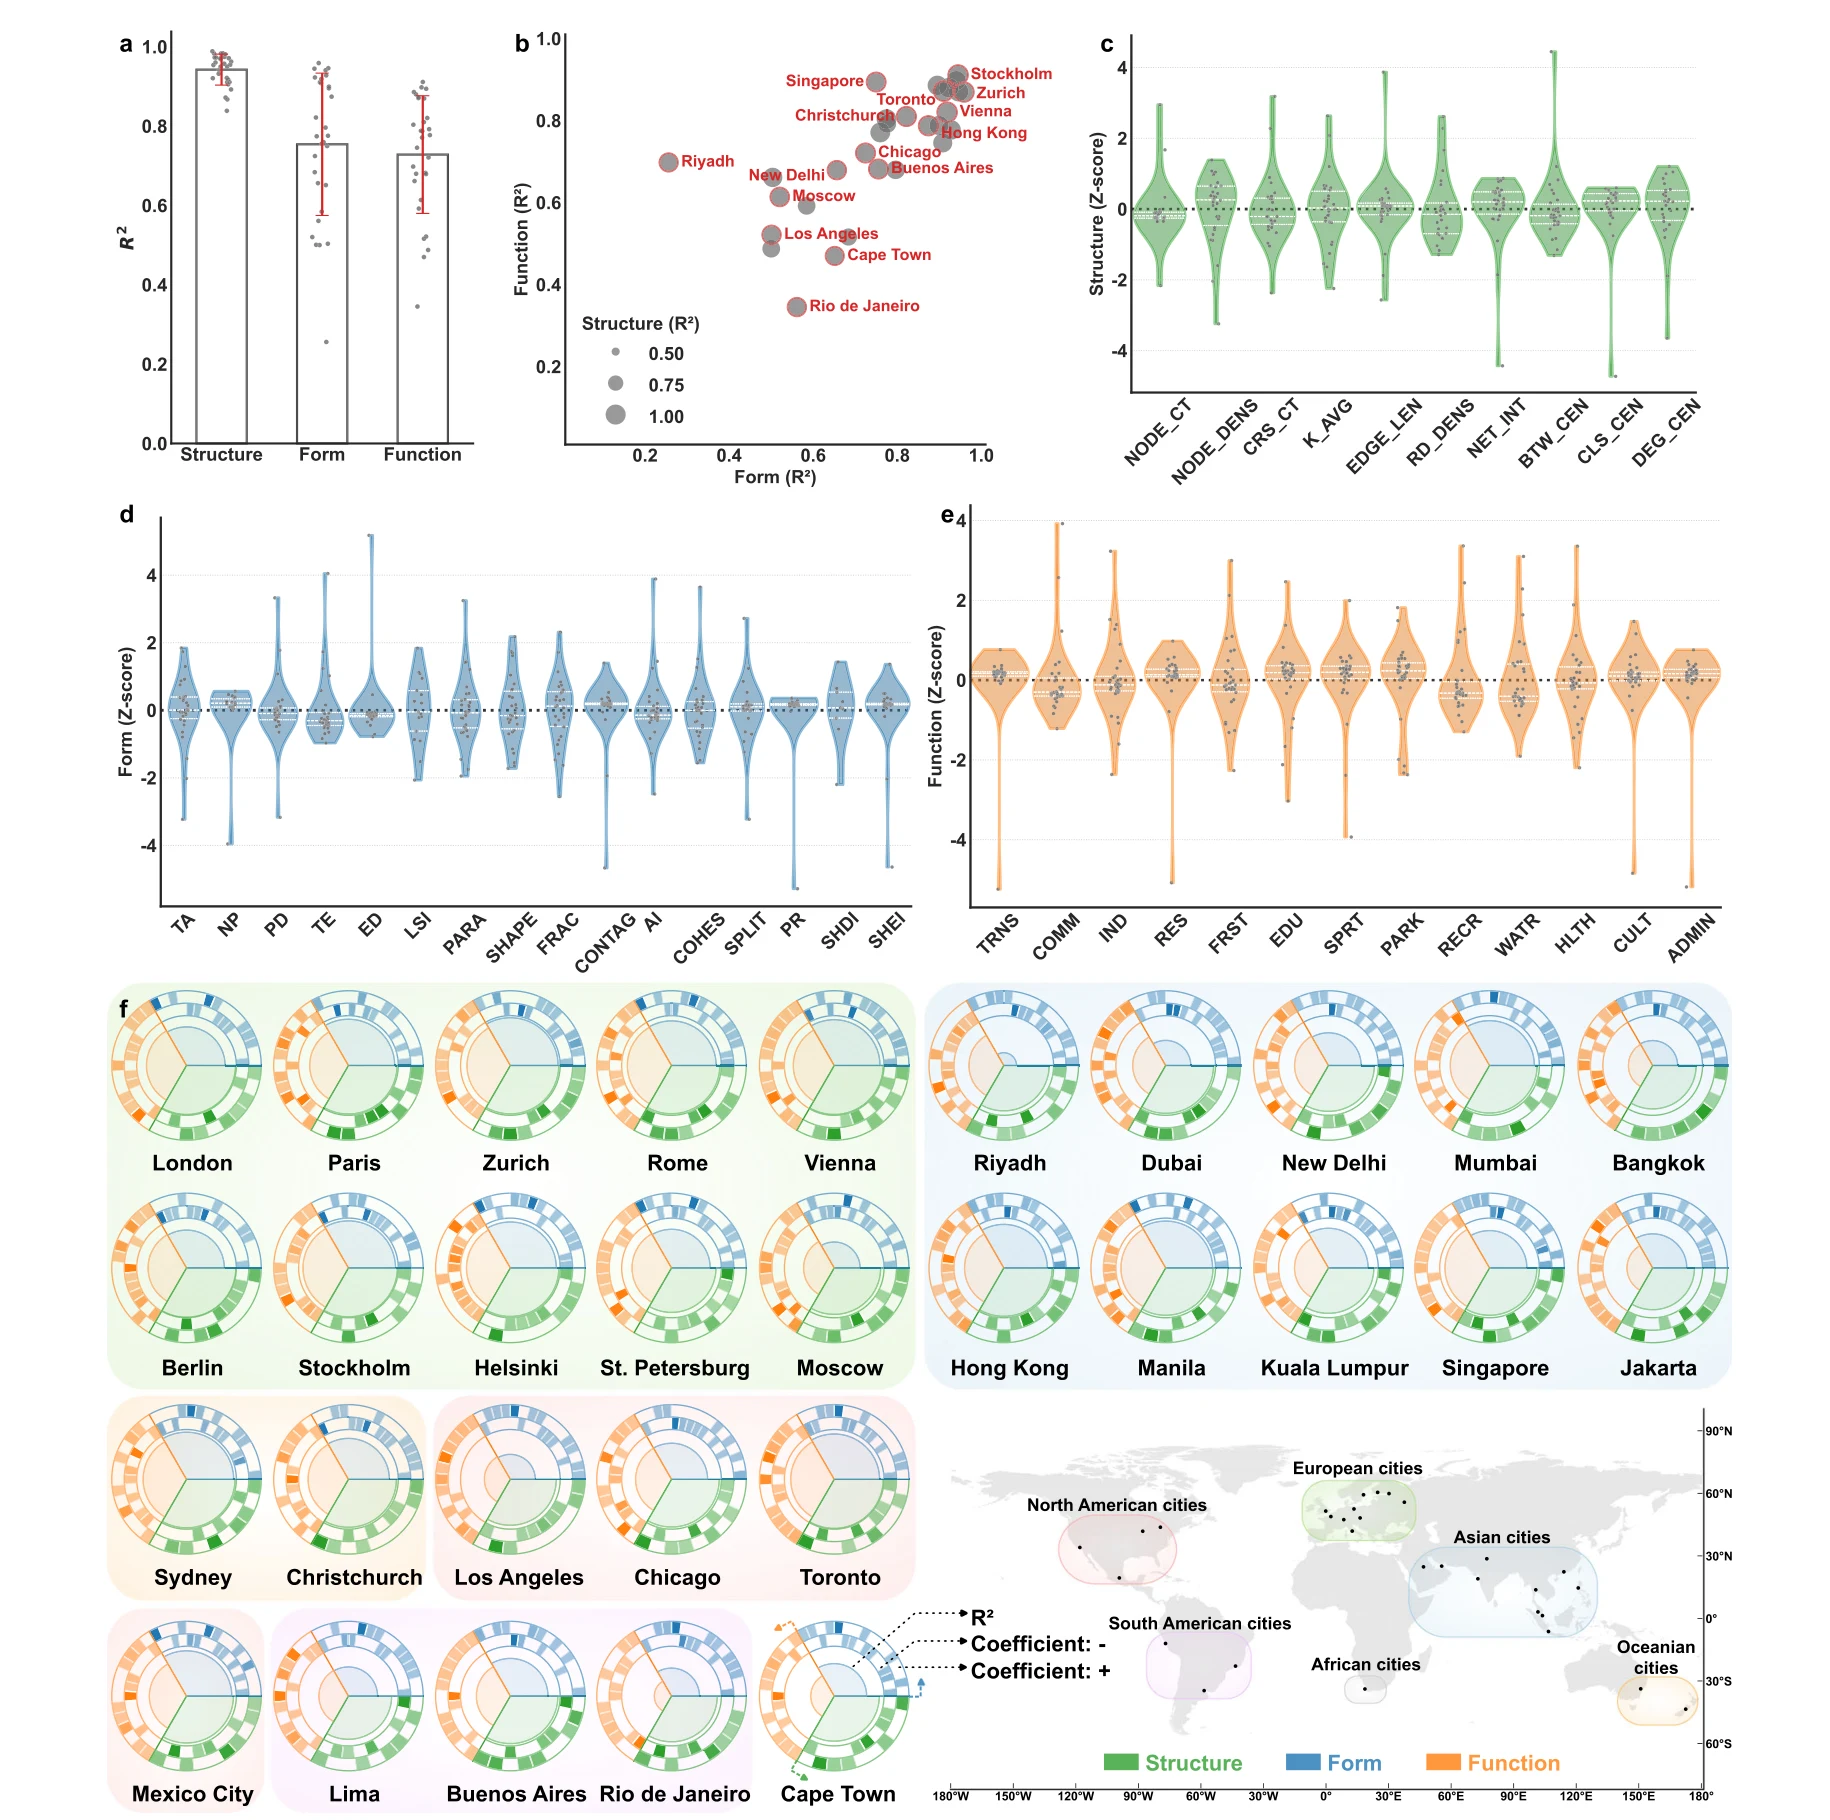 a
1.0
0.8
0.6
0.4
0.2
0.0
R²
Structure
Form
Function
b
1.0
0.8
0.6
0.4
0.2
Function (R²)
Singapore
Stockholm
Toronto
Zurich
Christchurch
Vienna
Hong Kong
Chicago
Riyadh
New Delhi
Buenos Aires
Moscow
Los Angeles
Cape Town
Rio de Janeiro
Structure (R²)
0.50
0.75
1.00
0.2
0.4
0.6
0.8
1.0
Form (R²)
c
4
2
0
-2
-4
Structure (Z-score)
NODE_CT
NODE_DENS
CRS_CT
K_AVG
EDGE_LEN
RD_DENS
NET_INT
BTW_CEN
CLS_CEN
DEG_CEN
d
4
2
0
-2
-4
Form (Z-score)
TA
NP
PD
TE
ED
LSI
PARA
SHAPE
FRAC
CONTAG
AI
COHES
SPLIT
PR
SHDI
SHEI
e
4
2
0
-2
-4
Function (Z-score)
TRNS
COMM
IND
RES
FRST
EDU
SPRT
PARK
RECR
WATR
HLTH
CULT
ADMIN
f
London
Paris
Zurich
Rome
Vienna
Riyadh
Dubai
New Delhi
Mumbai
Bangkok
Berlin
Stockholm
Helsinki
St. Petersburg
Moscow
Hong Kong
Manila
Kuala Lumpur
Singapore
Jakarta
Sydney
Christchurch
Los Angeles
Chicago
Toronto
Mexico City
Lima
Buenos Aires
Rio de Janeiro
Cape Town
R²
Coefficient: -
Coefficient: +
European cities
North American cities
Asian cities
South American cities
African cities
Oceanian
cities
90°N
60°N
30°N
0°
30°S
60°S
Structure
Form
Function
180°W
150°W
120°W
90°W
60°W
30°W
0°
30°E
60°E
90°E
120°E
150°E
180°